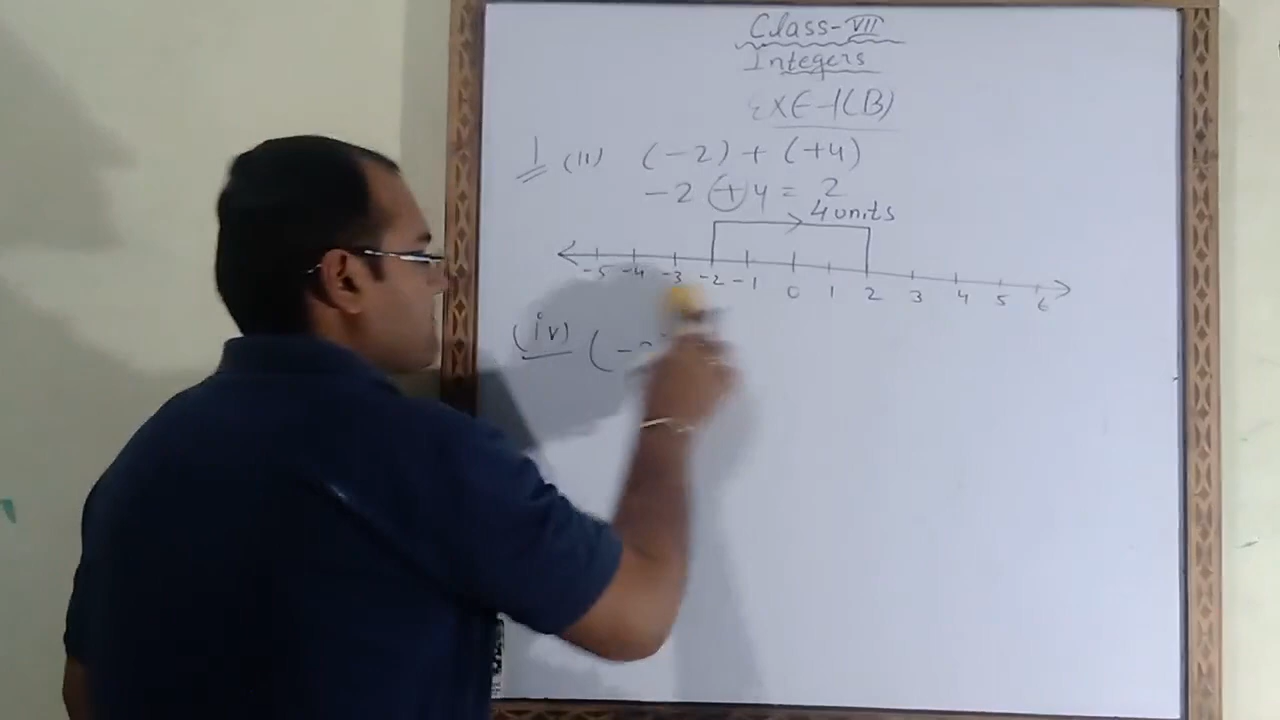 Class-VII
Integers
EXE-1(B)
1 (ii) (-2) + (+4)
-2 + 4 = 2
4 units
-5 -4 -3 -2 -1 0 1 2 3 4 5 6
(iv) (-